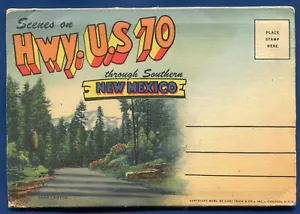 Scenes on
HWY. U.S 70
through Southern
NEW MEXICO
PLACE
STAMP
HERE